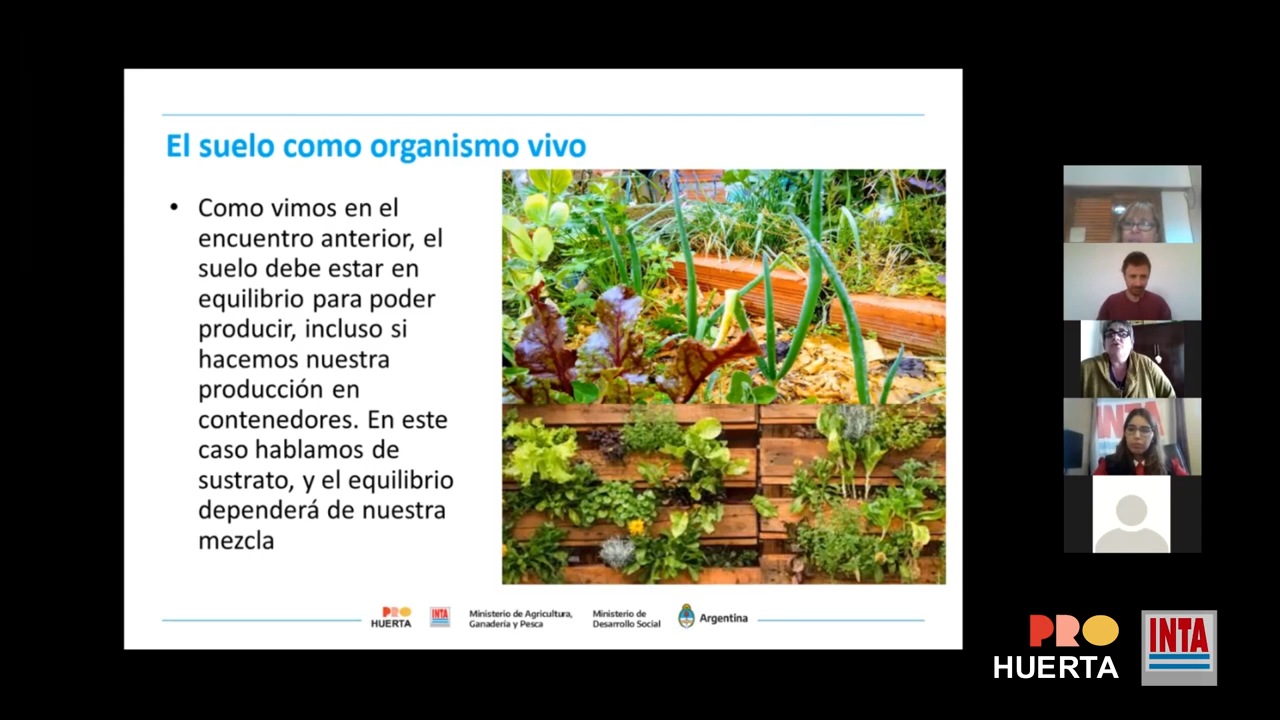 El suelo como organismo vivo
• Como vimos en el
encuentro anterior, el
suelo debe estar en
equilibrio para poder
producir, incluso si
hacemos nuestra
producción en
contenedores. En este
caso hablamos de
sustrato, y el equilibrio
dependerá de nuestra
mezcla
PRO
HUERTA
INTA
Ministerio de Agricultura,
Ganadería y Pesca
Ministerio de
Desarrollo Social
Argentina
INTA
PRO
HUERTA
INTA